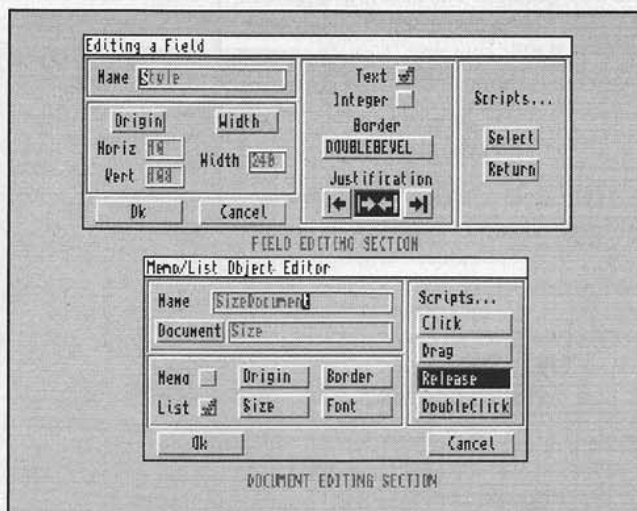 Editing a Field
Name Style
Origin Width
Horiz
Vert
Width 248
Ok Cancel
Text
Integer
Border
DOUBLEBEVEL
Justification
Scripts...
Select
Return
FIELD EDITING SECTION
Memo/List Object Editor
Name SizeDocument
Document Size
Memo Origin Border
List Size Font
Ok Cancel
Scripts...
Click
Drag
Release
DoubleClick
DOCUMENT EDITING SECTION